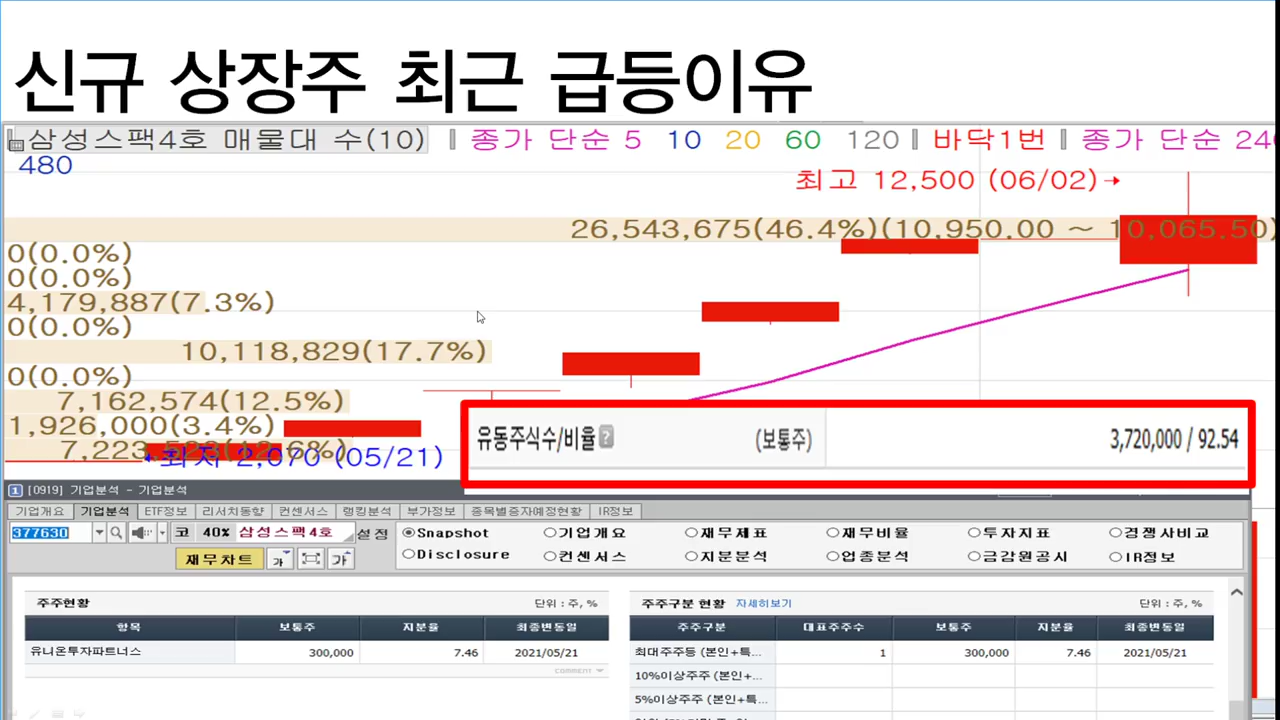 신규 상장주 최근 급등이유
삼성스팩4호 매물대 수(10) 종가 단순 5 10 20 60 120 바닥1번 종가 단순 240
480
최고 12,500 (06/02)→
26,543,675(46.4%)(10,950.00 ~ 10,065.50)
0(0.0%)
0(0.0%)
4,179,887(7.3%)
0(0.0%)
10,118,829(17.7%)
0(0.0%)
7,162,574(12.5%)
1,926,000(3.4%)
7,223,523(12.6%)
←최저 2,070 (05/21)
유동주식수/비율 ? (보통주) 3,720,000 / 92.54
1 [0919] 기업분석 - 기업분석
기업개요 기업분석 ETF정보 리서치동향 컨센서스 랭킹분석 부가정보 종목별증자예정현황 IR정보
377630 코 40% 삼성스팩4호 설정 Snapshot 기업개요 재무제표 재무비율 투자지표 경쟁사비교
재무차트 가 가 Disclosure 컨센서스 지분분석 업종분석 금감원공시 IR정보
주주현황 단위 : 주, % 주주구분 현황 자세히보기 단위 : 주, %
항목 보통주 지분율 최종변동일 주주구분 대표주주수 보통주 지분율 최종변동일
유니온투자파트너스 300,000 7.46 2021/05/21 최대주주등 (본인+특... 1 300,000 7.46 2021/05/21
comment
10%이상주주 (본인+...
5%이상주주 (본인+특...